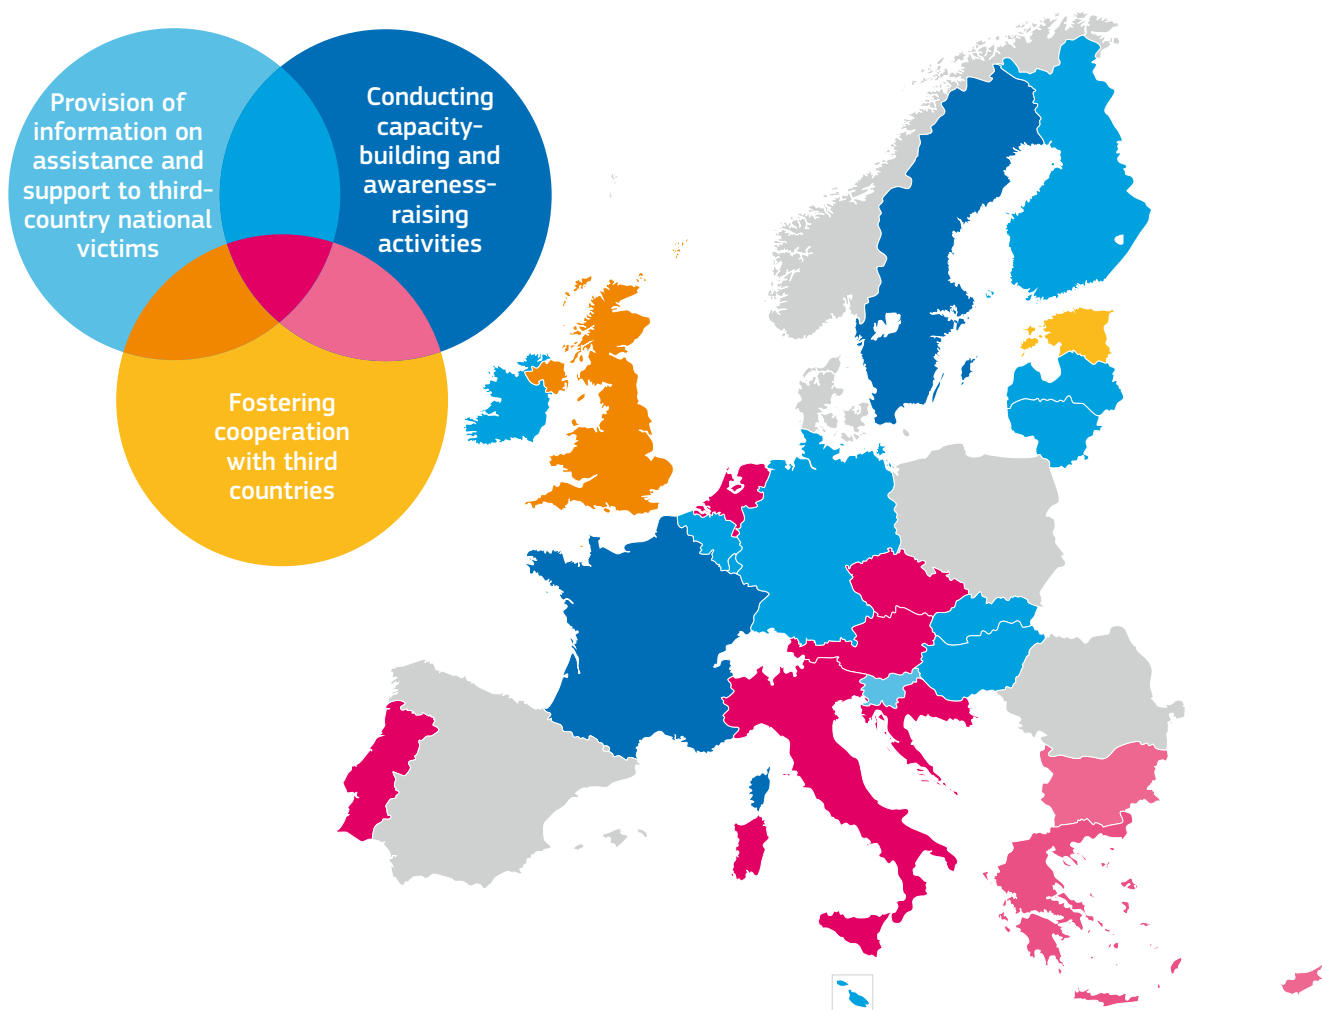 Provision of
information on
assistance and
support to third-
country national
victims
Conducting
capacity-
building and
awareness-
raising
activities
Fostering
cooperation
with third
countries